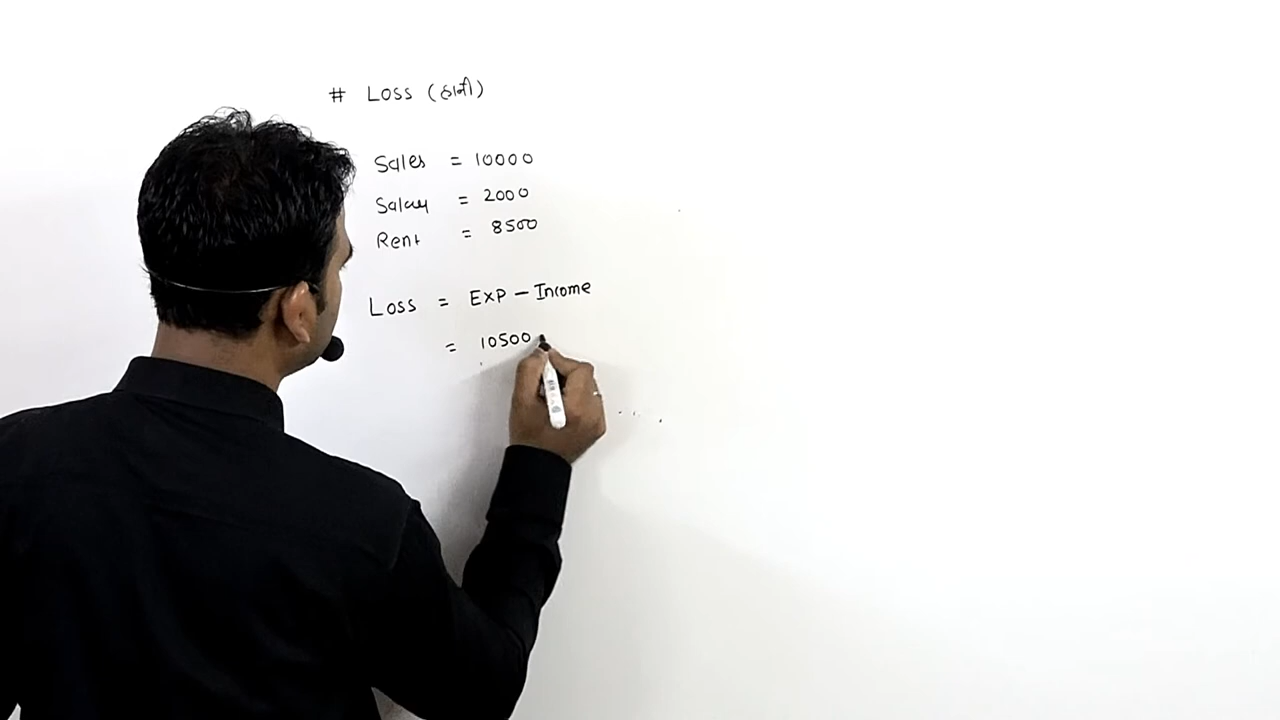 # Loss (हानी)
Sales = 10000
Salary = 2000
Rent = 8500
Loss = EXP - Income
= 10500